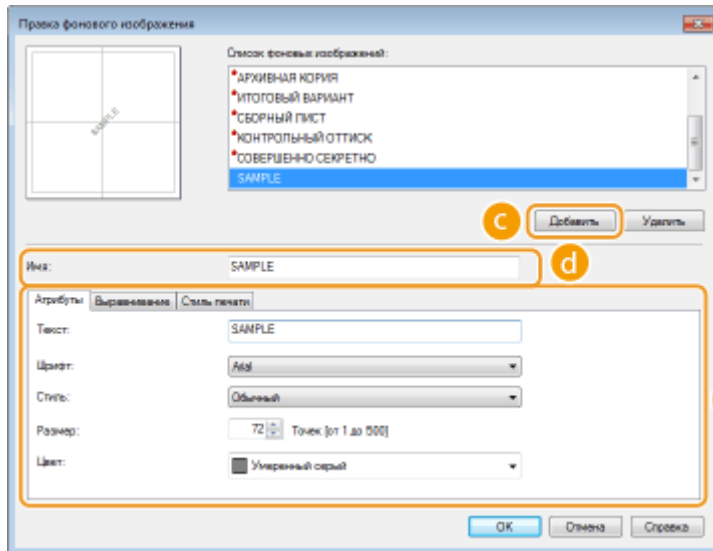 Правка фонового изображения
Список фоновых изображений:
*АРХИВНАЯ КОПИЯ
*ИТОГОВЫЙ ВАРИАНТ
*СБОРНЫЙ ЛИСТ
*КОНТРОЛЬНЫЙ ОТТИСК
*СОВЕРШЕННО СЕКРЕТНО
SAMPLE
SAMPLE
C Добавить Удалить
d
Имя: SAMPLE
Атрибуты Выравнивание Стиль печати
Текст: SAMPLE
Шрифт: Arial
Стиль: Обычный
Размер: 72 Точек [от 1 до 500]
Цвет: Умеренный серый
OK Отмена Справка